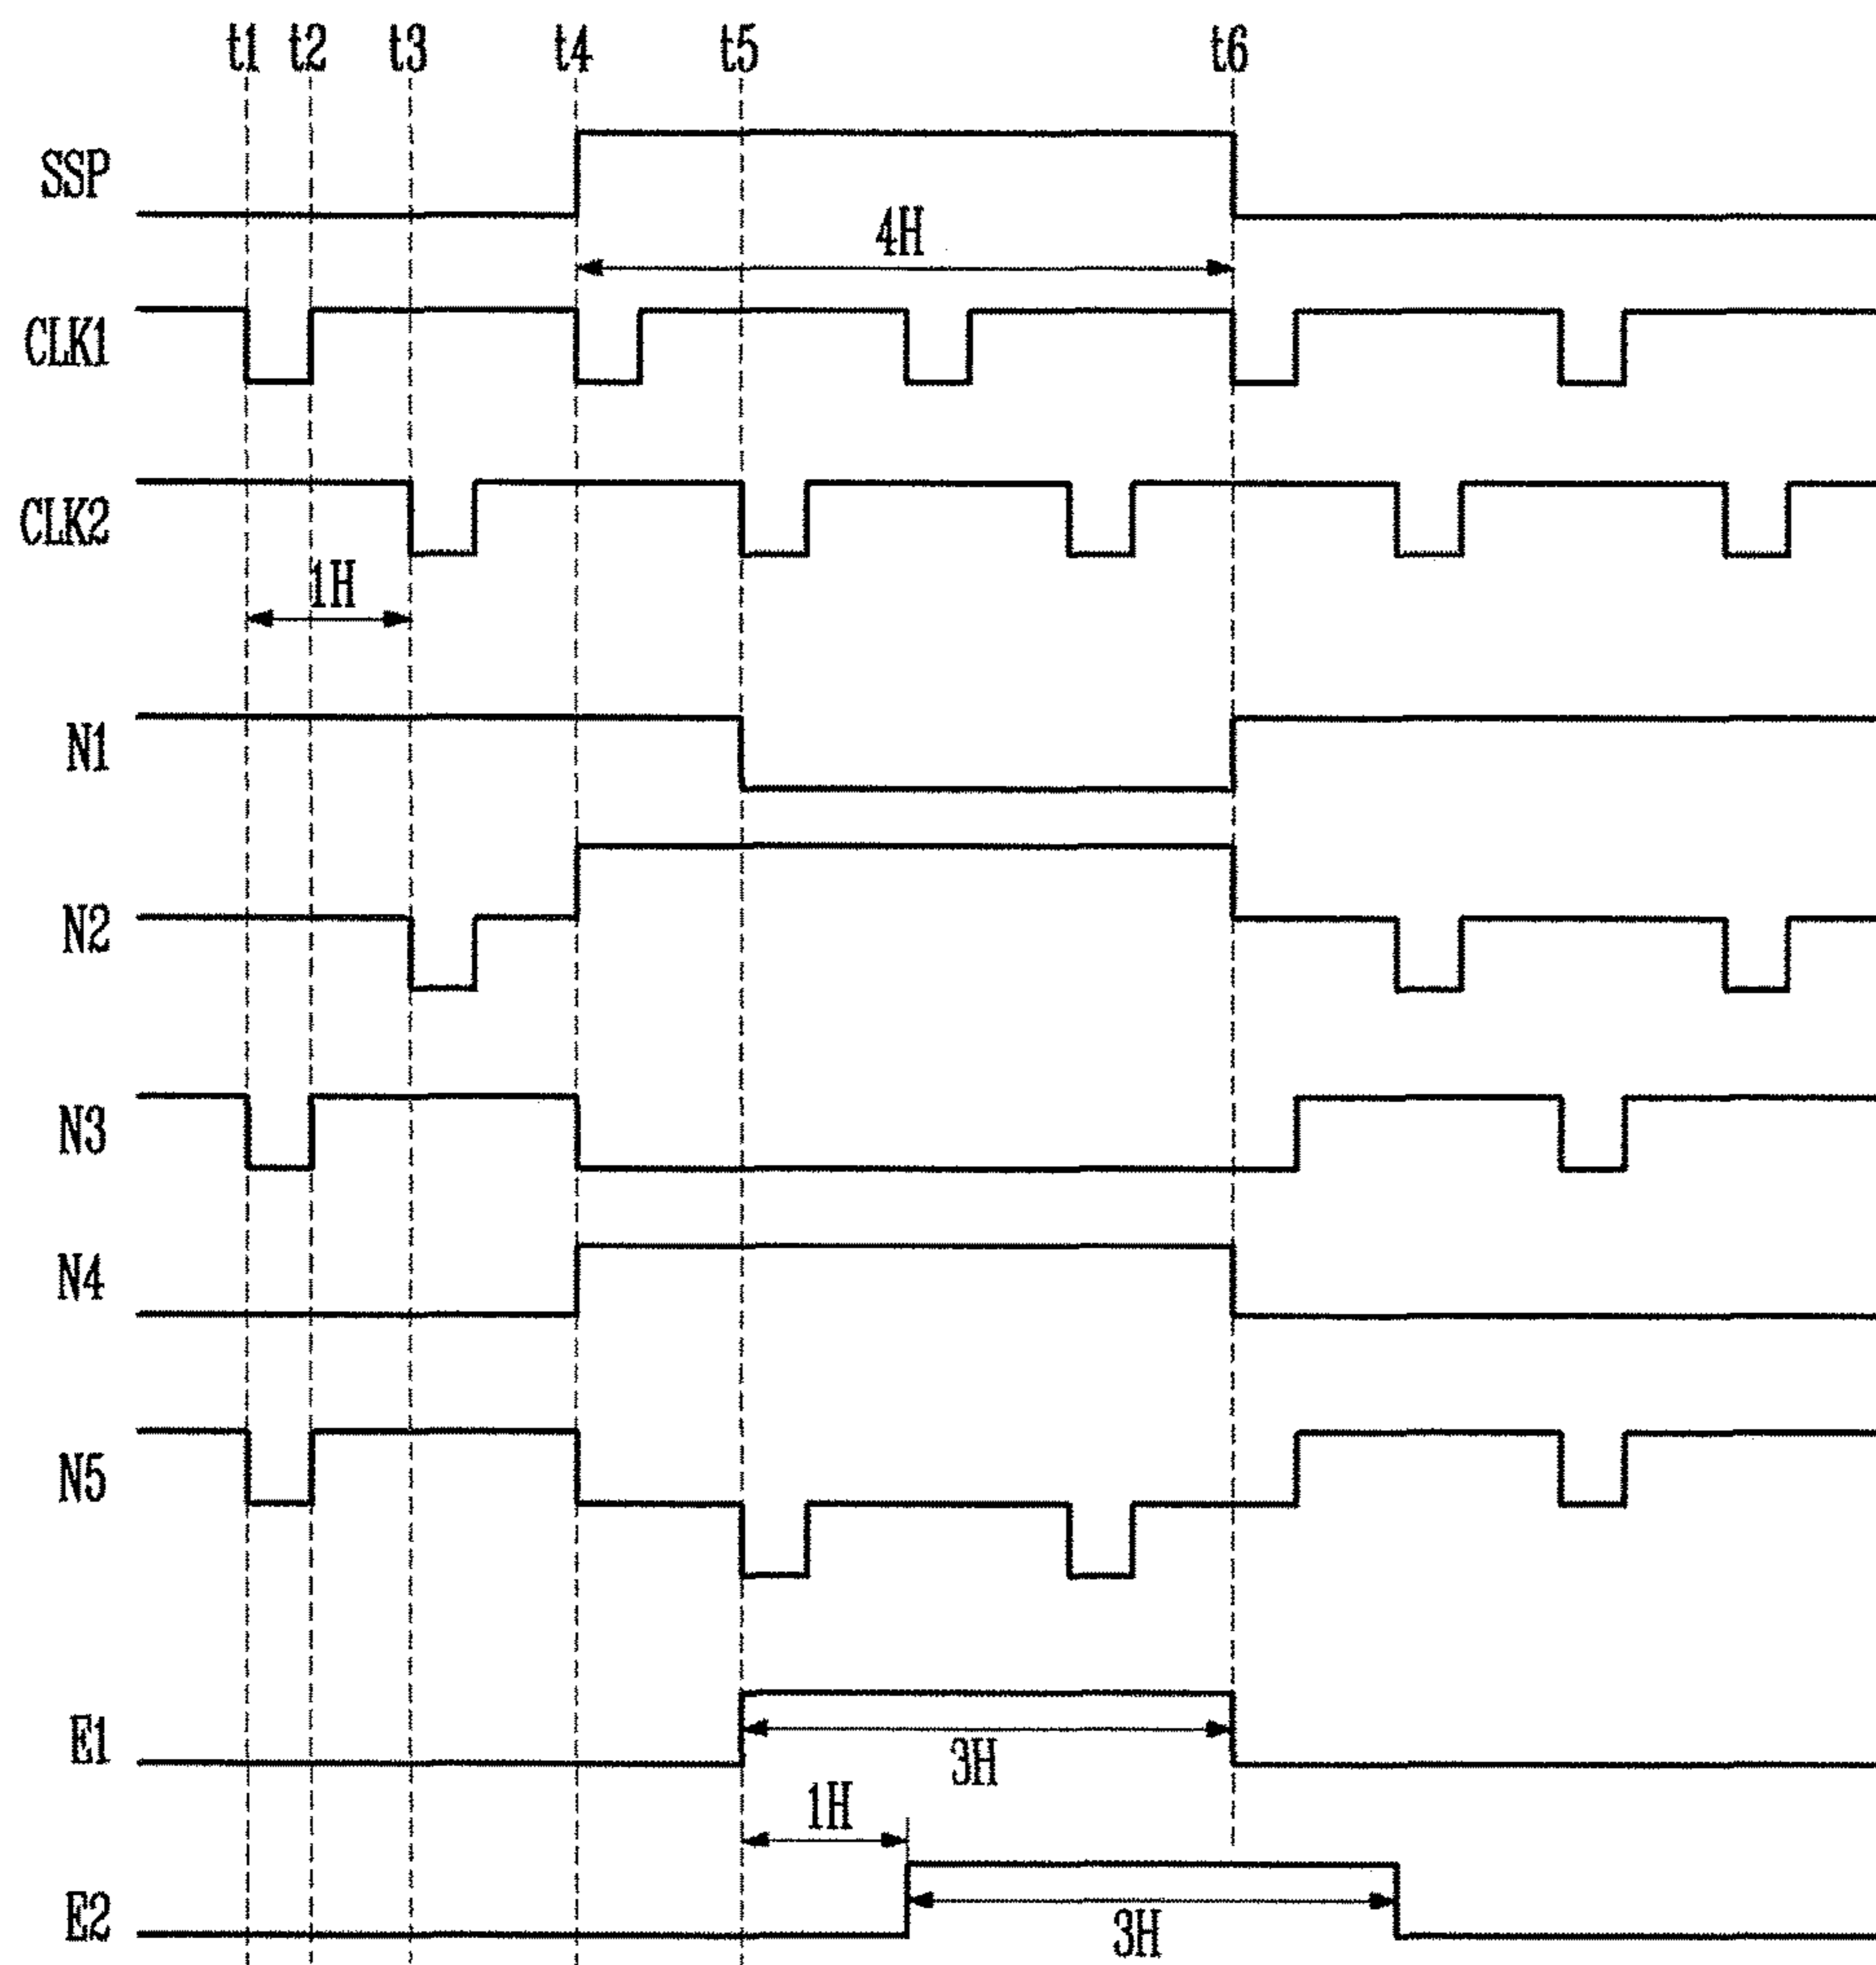 t1 t2 t3 t4 t5 t6
SSP
4H
CLK1
CLK2
1H
N1
N2
N3
N4
N5
E1
3H
1H
E2
3H